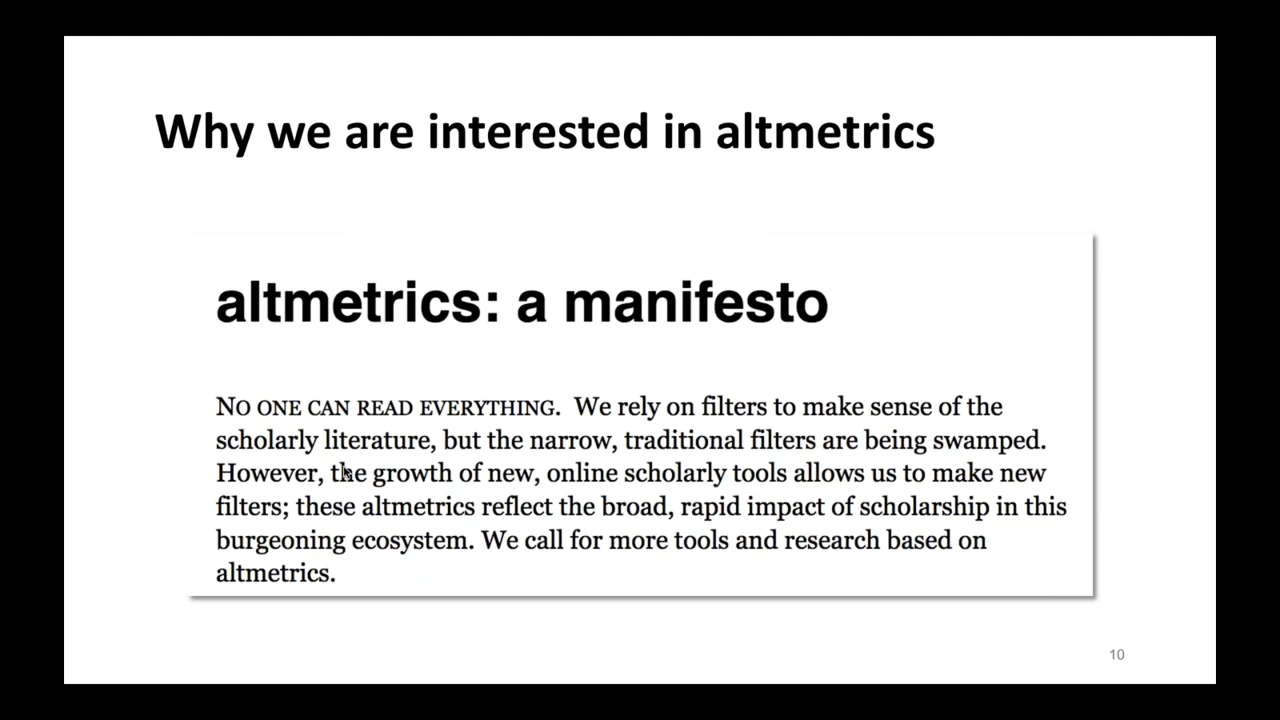 Why we are interested in altmetrics
altmetrics: a manifesto
NO ONE CAN READ EVERYTHING. We rely on filters to make sense of the
scholarly literature, but the narrow, traditional filters are being swamped.
However, the growth of new, online scholarly tools allows us to make new
filters; these altmetrics reflect the broad, rapid impact of scholarship in this
burgeoning ecosystem. We call for more tools and research based on
altmetrics.
10